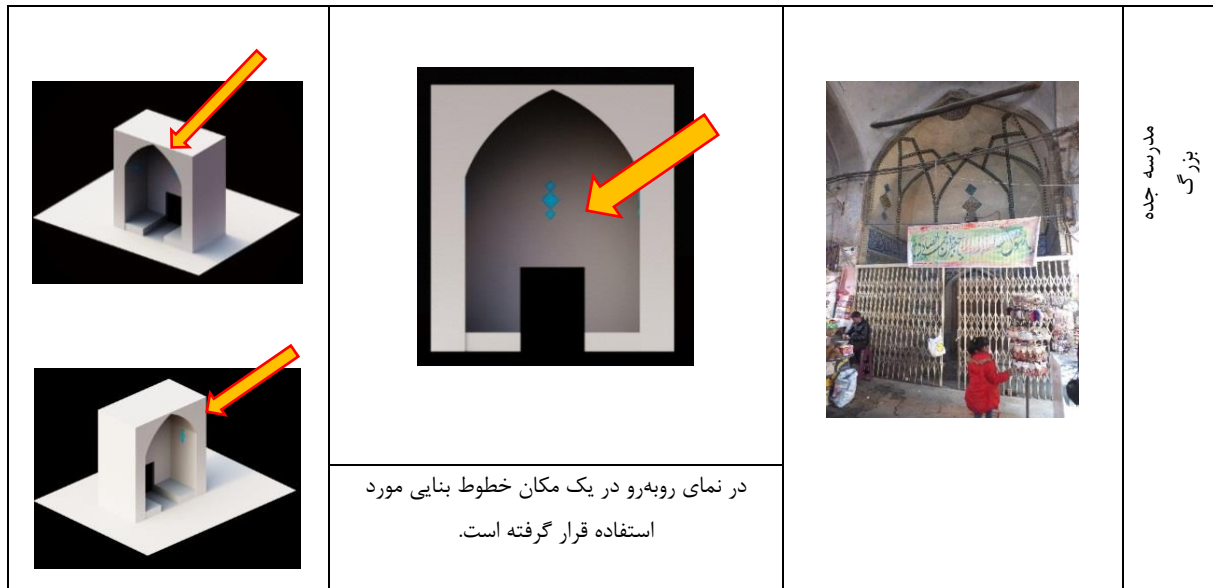 مدرسه جده
بزرگ
در نمای روبه‌رو در یک مکان خطوط بنایی مورد
استفاده قرار گرفته است.